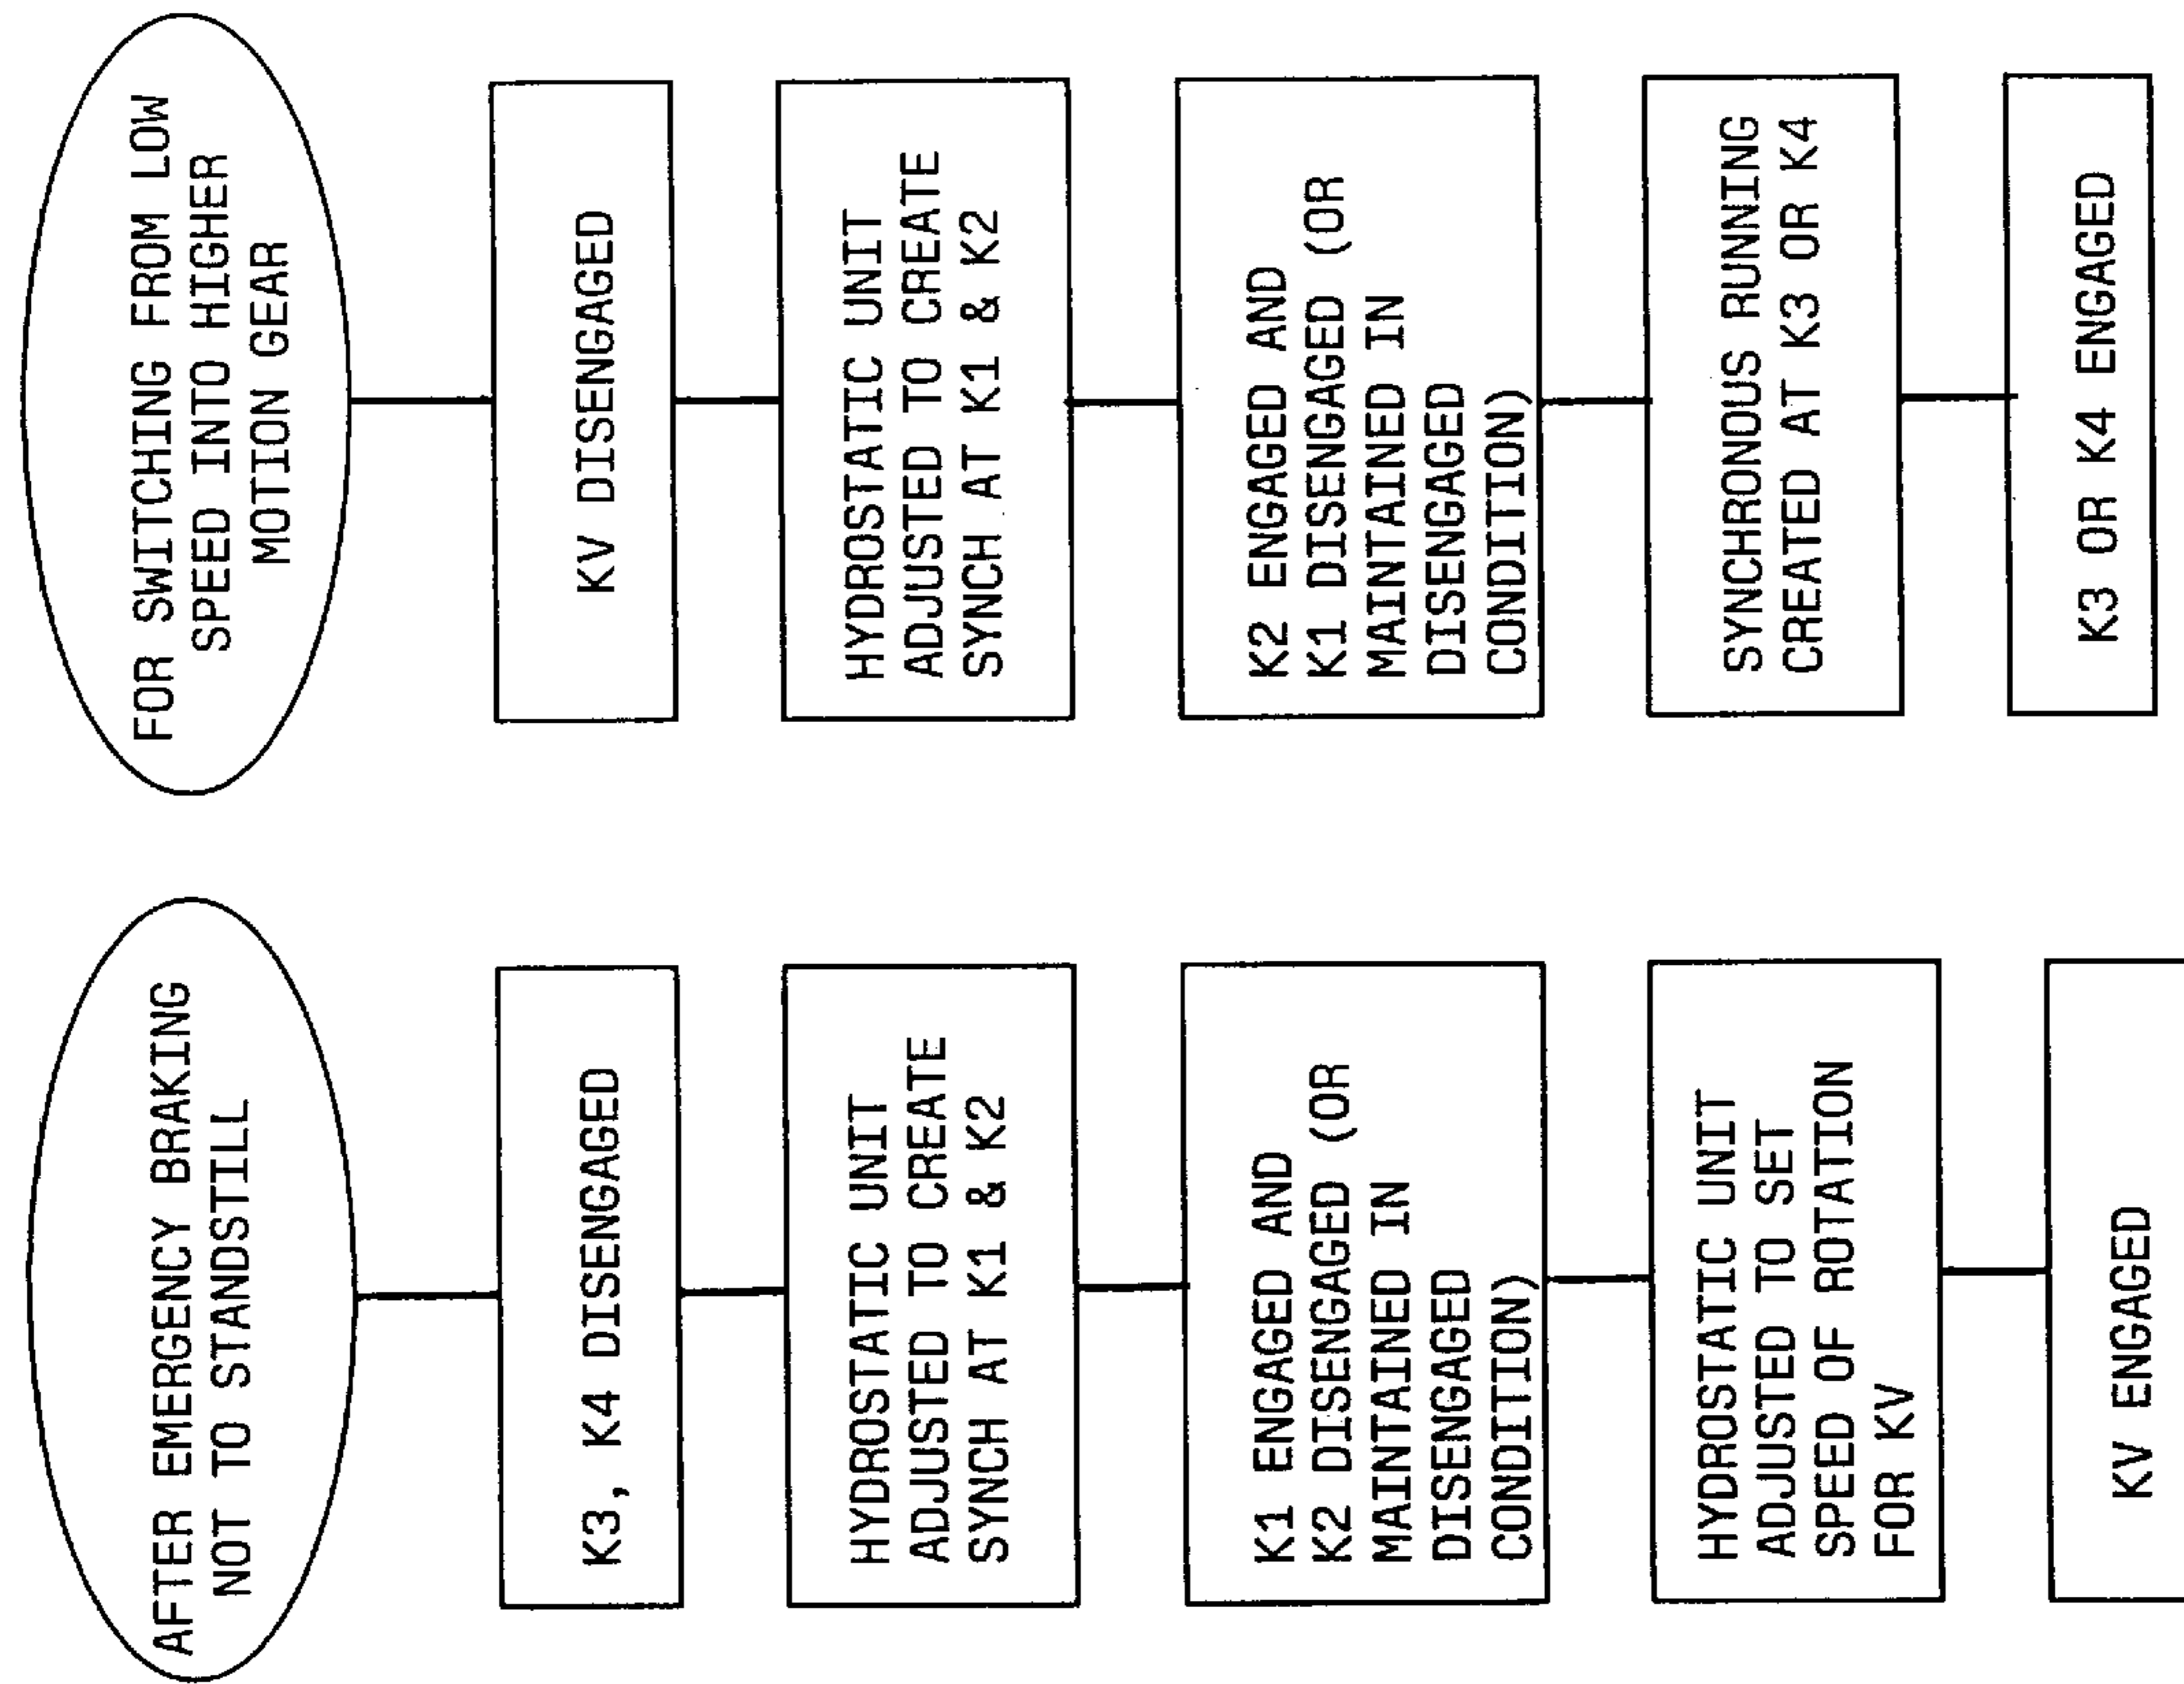 AFTER EMERGENCY BRAKING
NOT TO STANDSTILL
K3, K4 DISENGAGED
HYDROSTATIC UNIT
ADJUSTED TO CREATE
SYNCH AT K1 & K2
K1 ENGAGED AND
K2 DISENGAGED (OR
MAINTAINED IN
DISENGAGED
CONDITION)
HYDROSTATIC UNIT
ADJUSTED TO SET
SPEED OF ROTATION
FOR KV
KV ENGAGED
FOR SWITCHING FROM LOW
SPEED INTO HIGHER
MOTION GEAR
KV DISENGAGED
HYDROSTATIC UNIT
ADJUSTED TO CREATE
SYNCH AT K1 & K2
K2 ENGAGED AND
K1 DISENGAGED (OR
MAINTAINED IN
DISENGAGED
CONDITION)
SYNCHRONOUS RUNNING
CREATED AT K3 OR K4
K3 OR K4 ENGAGED